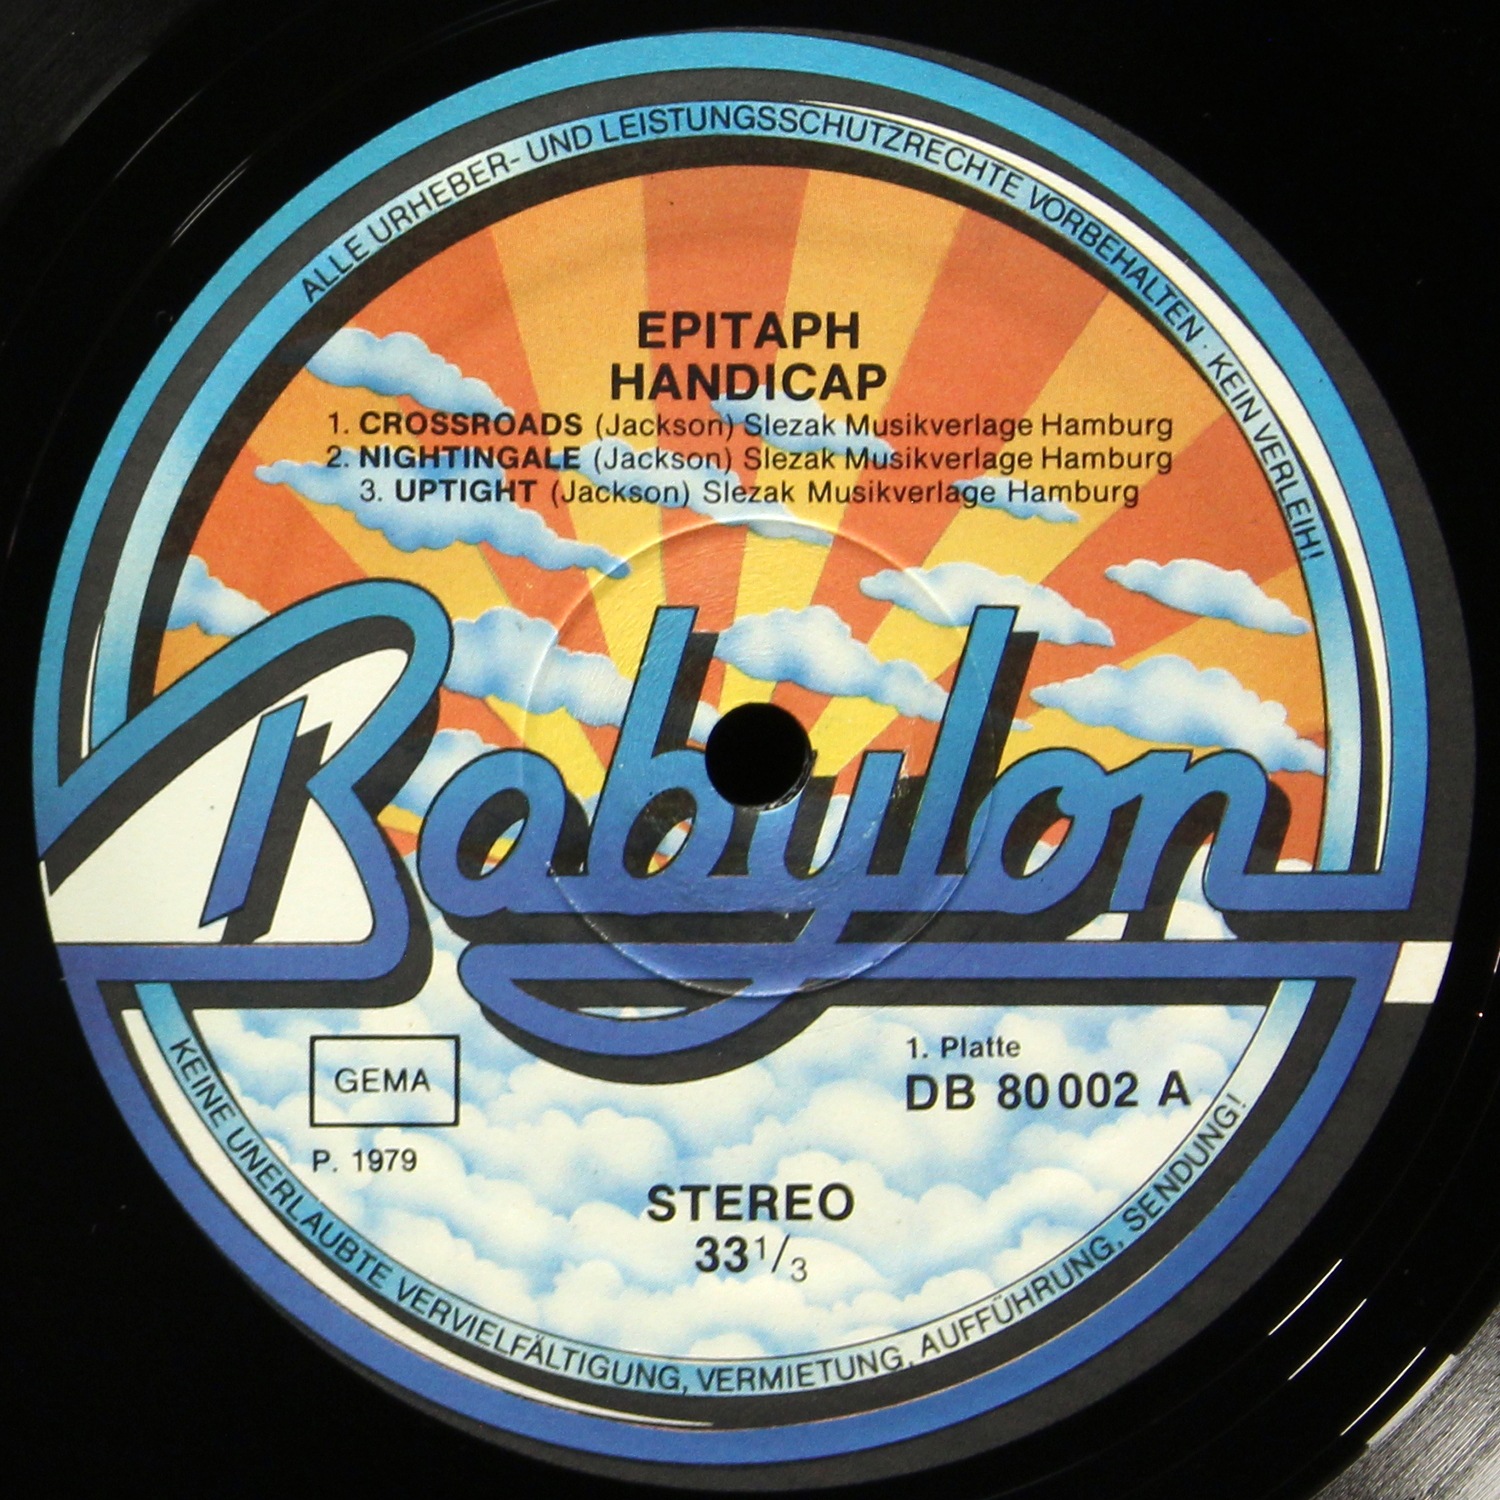 ALLE URHEBER- UND LEISTUNGSSCHUTZRECHTE VORBEHALTEN · KEIN VERLEIH!
EPITAPH
HANDICAP
1. CROSSROADS (Jackson) Slezak Musikverlage Hamburg
2. NIGHTINGALE (Jackson) Slezak Musikverlage Hamburg
3. UPTIGHT (Jackson) Slezak Musikverlage Hamburg
Babylon
GEMA
P. 1979
1. Platte
DB 80002 A
STEREO
33 1/3
KEINE UNERLAUBTE VERVIELFÄLTIGUNG, VERMIETUNG, AUFFÜHRUNG, SENDUNG!